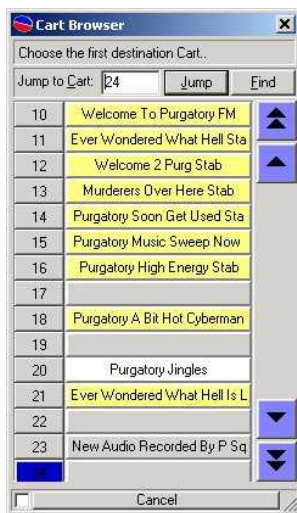 Cart Browser
Choose the first destination Cart..
Jump to Cart: 24 Jump Find
10 Welcome To Purgatory FM
11 Ever Wondered What Hell Sta
12 Welcome 2 Purg Stab
13 Murderers Over Here Stab
14 Purgatory Soon Get Used Sta
15 Purgatory Music Sweep Now
16 Purgatory High Energy Stab
17
18 Purgatory A Bit Hot Cyberman
19
20 Purgatory Jingles
21 Ever Wondered What Hell Is L
22
23 New Audio Recorded By P Sq
24
Cancel